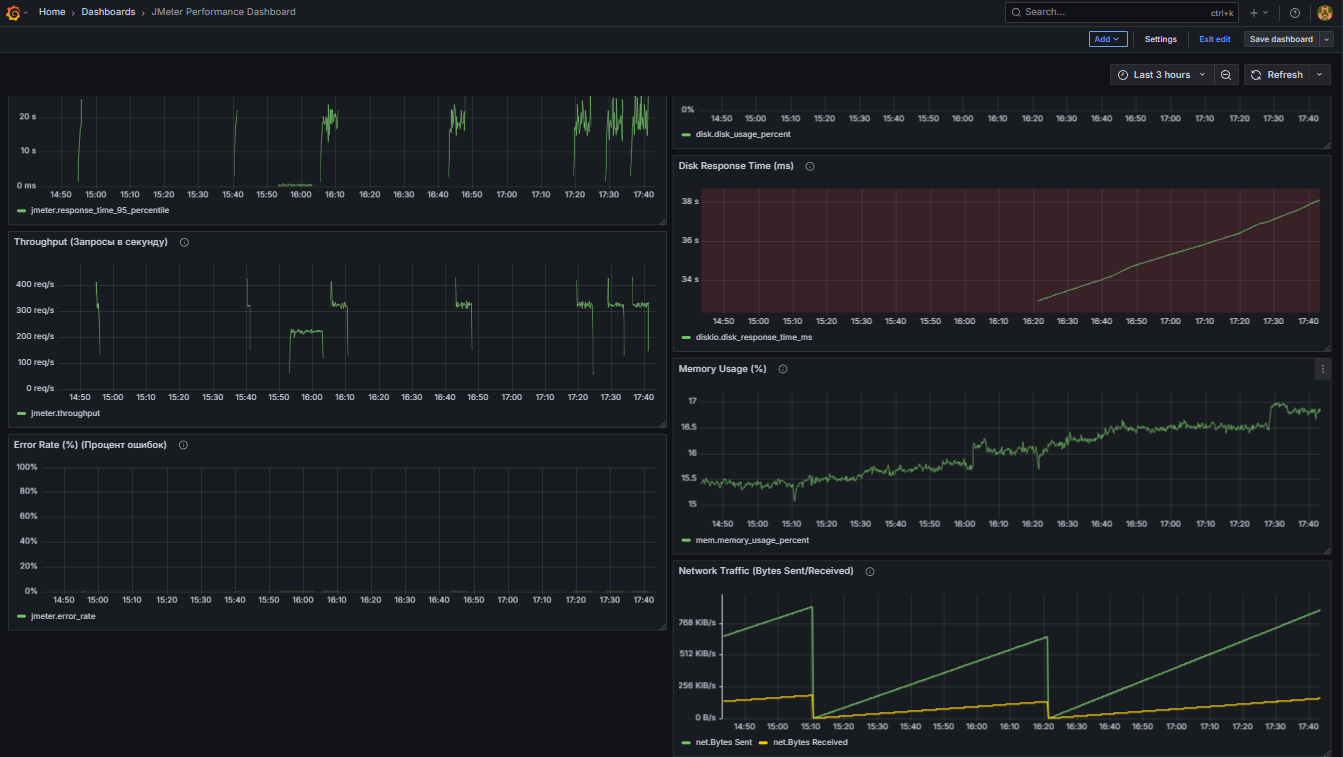 Home › Dashboards › JMeter Performance Dashboard
Search... ctrl+k
Add Settings Exit edit Save dashboard
Last 3 hours Refresh
20 s
10 s
0 ms
14:50 15:00 15:10 15:20 15:30 15:40 15:50 16:00 16:10 16:20 16:30 16:40 16:50 17:00 17:10 17:20 17:30 17:40
jmeter.response_time_95_percentile
Throughput (Запросы в секунду)
400 req/s
300 req/s
200 req/s
100 req/s
0 req/s
14:50 15:00 15:10 15:20 15:30 15:40 15:50 16:00 16:10 16:20 16:30 16:40 16:50 17:00 17:10 17:20 17:30 17:40
jmeter.throughput
Error Rate (%) (Процент ошибок)
100%
80%
60%
40%
20%
0%
14:50 15:00 15:10 15:20 15:30 15:40 15:50 16:00 16:10 16:20 16:30 16:40 16:50 17:00 17:10 17:20 17:30 17:40
jmeter.error_rate
0%
14:50 15:00 15:10 15:20 15:30 15:40 15:50 16:00 16:10 16:20 16:30 16:40 16:50 17:00 17:10 17:20 17:30 17:40
disk.disk_usage_percent
Disk Response Time (ms)
38 s
36 s
34 s
14:50 15:00 15:10 15:20 15:30 15:40 15:50 16:00 16:10 16:20 16:30 16:40 16:50 17:00 17:10 17:20 17:30 17:40
diskio.disk_response_time_ms
Memory Usage (%)
17
16.5
16
15.5
15
14:50 15:00 15:10 15:20 15:30 15:40 15:50 16:00 16:10 16:20 16:30 16:40 16:50 17:00 17:10 17:20 17:30 17:40
mem.memory_usage_percent
Network Traffic (Bytes Sent/Received)
768 KiB/s
512 KiB/s
256 KiB/s
0 B/s
14:50 15:00 15:10 15:20 15:30 15:40 15:50 16:00 16:10 16:20 16:30 16:40 16:50 17:00 17:10 17:20 17:30 17:40
net.Bytes Sent net.Bytes Received